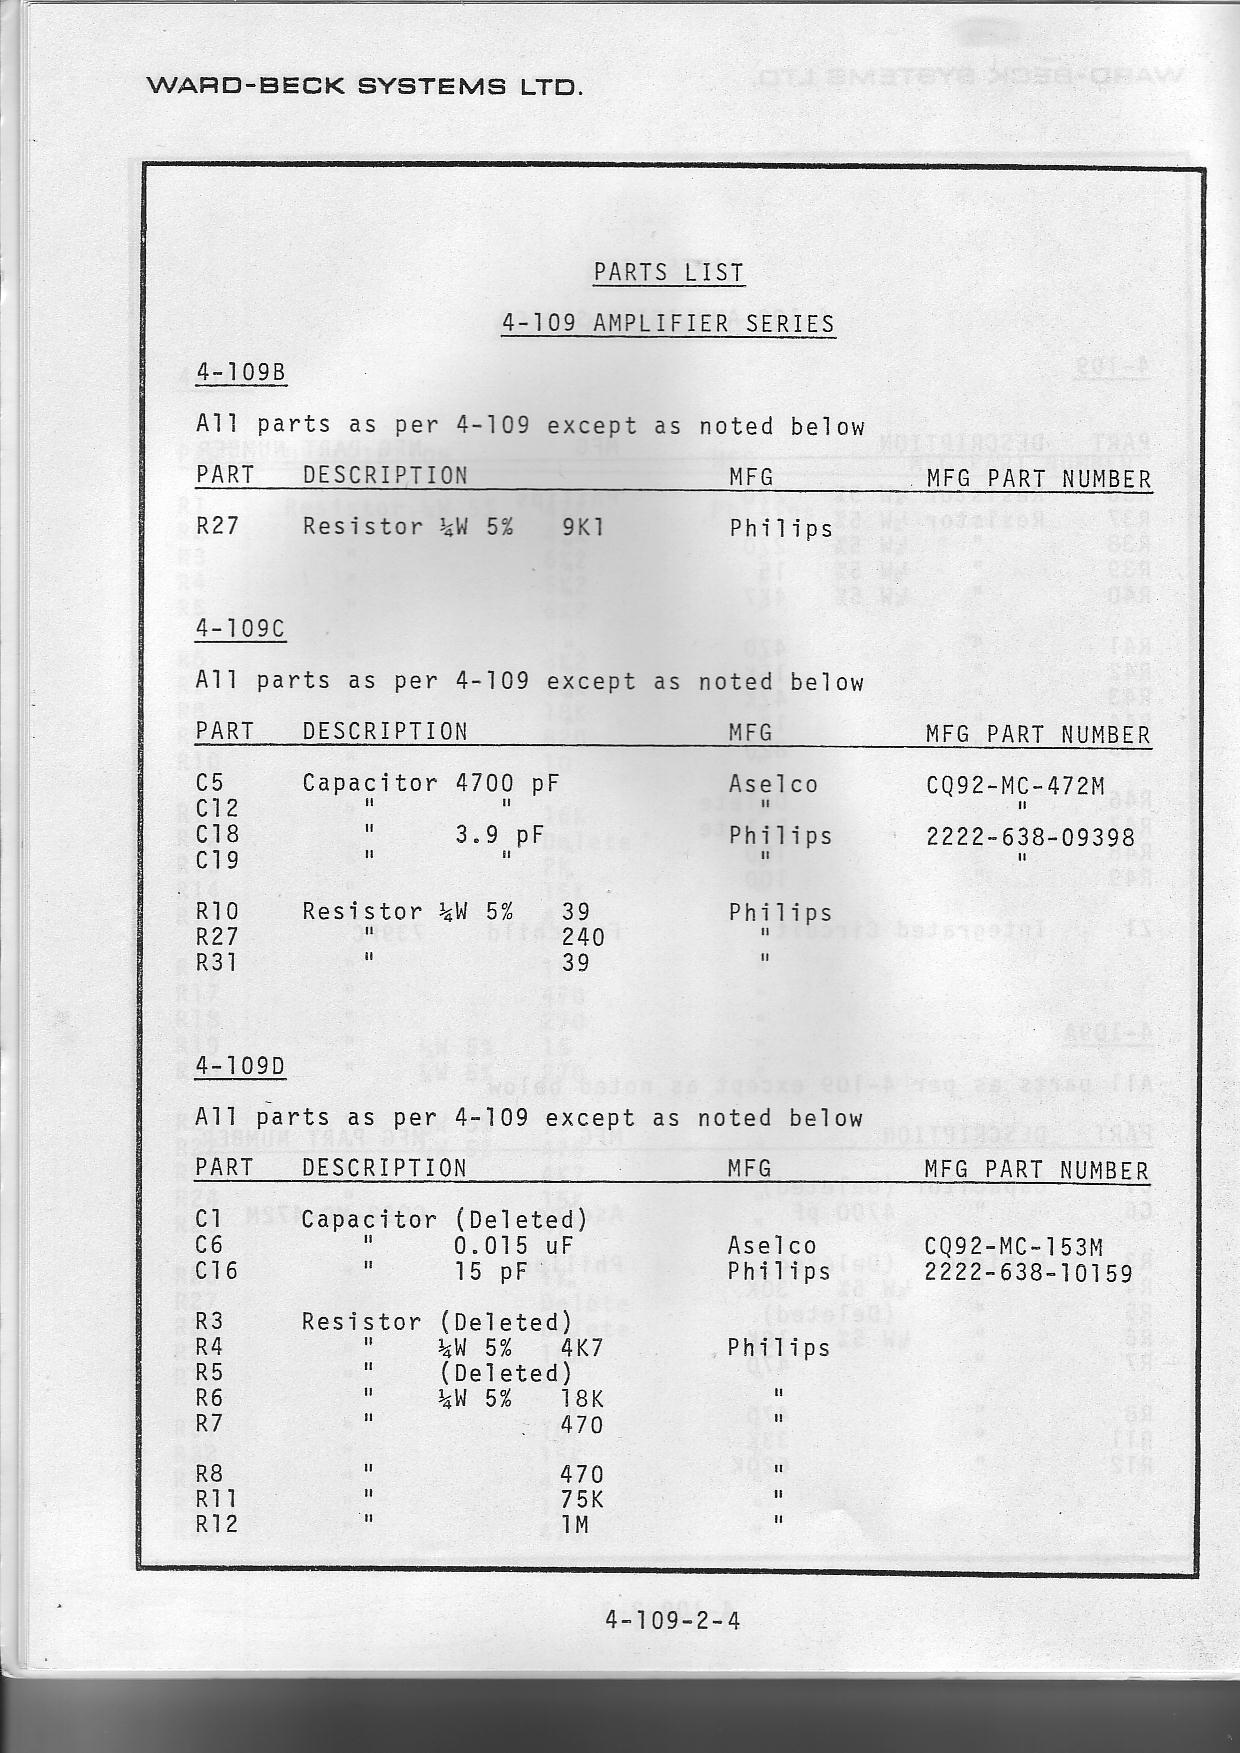 WARD-BECK SYSTEMS LTD.
PARTS LIST
4-109 AMPLIFIER SERIES
4-109B
All parts as per 4-109 except as noted below
PART DESCRIPTION MFG MFG PART NUMBER
R27 Resistor ¼W 5% 9K1 Philips
4-109C
All parts as per 4-109 except as noted below
PART DESCRIPTION MFG MFG PART NUMBER
C5 Capacitor 4700 pF Aselco CQ92-MC-472M
C12 " " " "
C18 " 3.9 pF Philips 2222-638-09398
C19 " " " "
R10 Resistor ¼W 5% 39 Philips
R27 " 240 "
R31 " 39 "
4-109D
All parts as per 4-109 except as noted below
PART DESCRIPTION MFG MFG PART NUMBER
C1 Capacitor (Deleted)
C6 " 0.015 uF Aselco CQ92-MC-153M
C16 " 15 pF Philips 2222-638-10159
R3 Resistor (Deleted)
R4 " ¼W 5% 4K7 Philips
R5 " (Deleted)
R6 " ¼W 5% 18K "
R7 " 470 "
R8 " 470 "
R11 " 75K "
R12 " 1M "
4-109-2-4